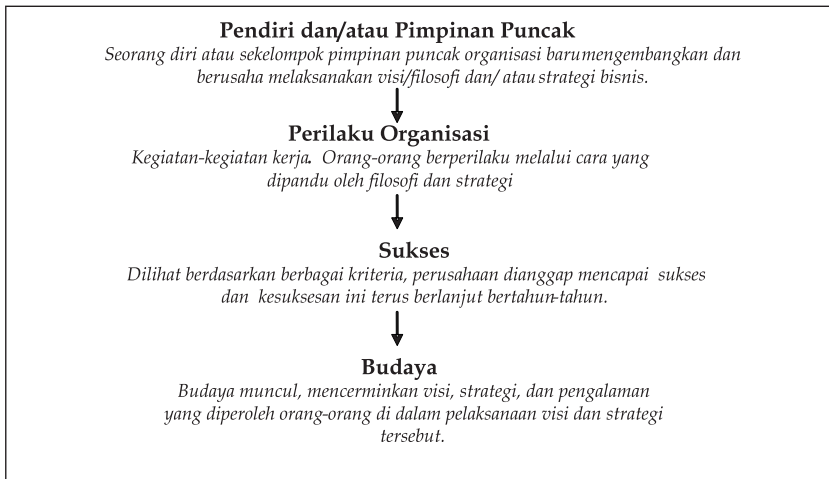 Pendiri dan/atau Pimpinan Puncak
Seorang diri atau sekelompok pimpinan puncak organisasi barumengembangkan dan
berusaha melaksanakan visi/filosofi dan/ atau strategi bisnis.
Perilaku Organisasi
Kegiatan-kegiatan kerja. Orang-orang berperilaku melalui cara yang
dipandu oleh filosofi dan strategi
Sukses
Dilihat berdasarkan berbagai kriteria, perusahaan dianggap mencapai sukses
dan kesuksesan ini terus berlanjut bertahun-tahun.
Budaya
Budaya muncul, mencerminkan visi, strategi, dan pengalaman
yang diperoleh orang-orang di dalam pelaksanaan visi dan strategi
tersebut.